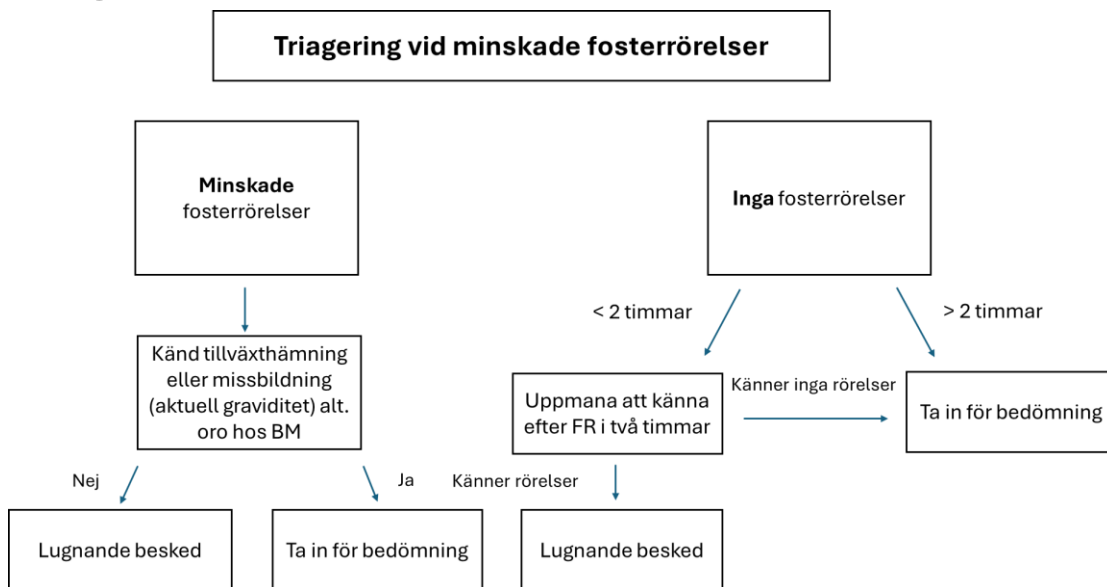 Triagering vid minskade fosterrörelser
Minskade
fosterrörelser
Inga fosterrörelser
< 2 timmar
> 2 timmar
Känd tillväxthämning
eller missbildning
(aktuell graviditet) alt.
oro hos BM
Uppmana att känna
efter FR i två timmar
Känner inga rörelser
Ta in för bedömning
Nej
Ja
Känner rörelser
Lugnande besked
Ta in för bedömning
Lugnande besked